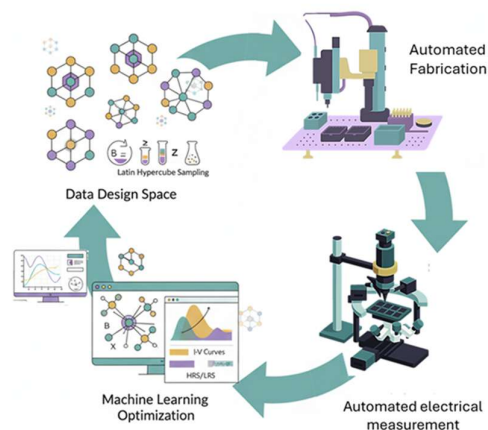 Automated
Fabrication
B
Z
Latin Hypercube Sampling
Data Design Space
B
X
I-V Curves
HRS/LRS
Machine Learning
Optimization
Automated electrical
measurement